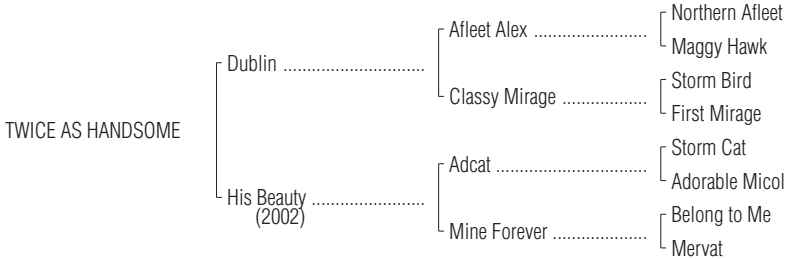 Northern Afleet
Afleet Alex ........................
Maggy Hawk
Dublin ..............................
Storm Bird
Classy Mirage ..................
First Mirage
TWICE AS HANDSOME
Storm Cat
Adcat ................................
Adorable Micol
His Beauty ........................
(2002)
Belong to Me
Mine Forever ....................
Mervat